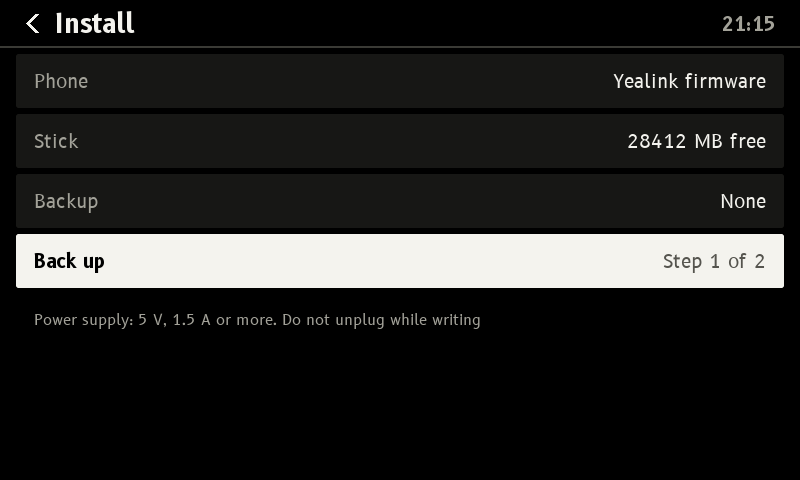 Install
21:15
Phone Yealink firmware
Stick 28412 MB free
Backup None
Back up Step 1 of 2
Power supply: 5 V, 1.5 A or more. Do not unplug while writing